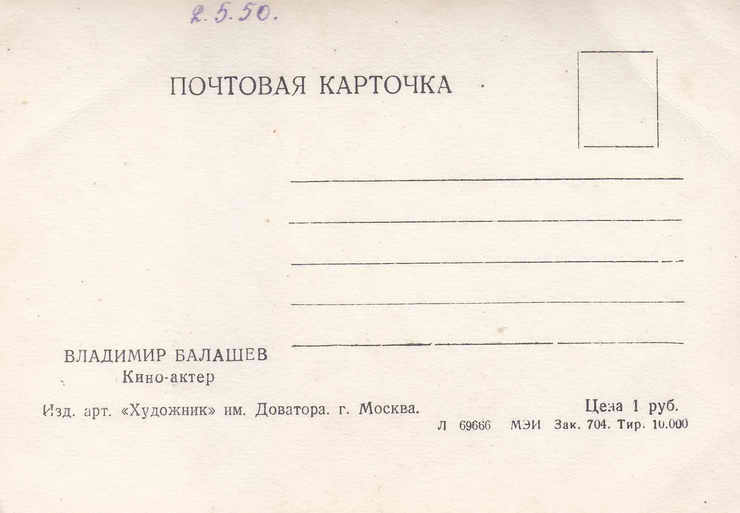 2.5.50.
ПОЧТОВАЯ КАРТОЧКА
ВЛАДИМИР БАЛАШЕВ
Кино-актер
Изд. арт. «Художник» им. Доватора. г. Москва.
Цена 1 руб.
Л 69666 МЭИ Зак. 704. Тир. 10.000